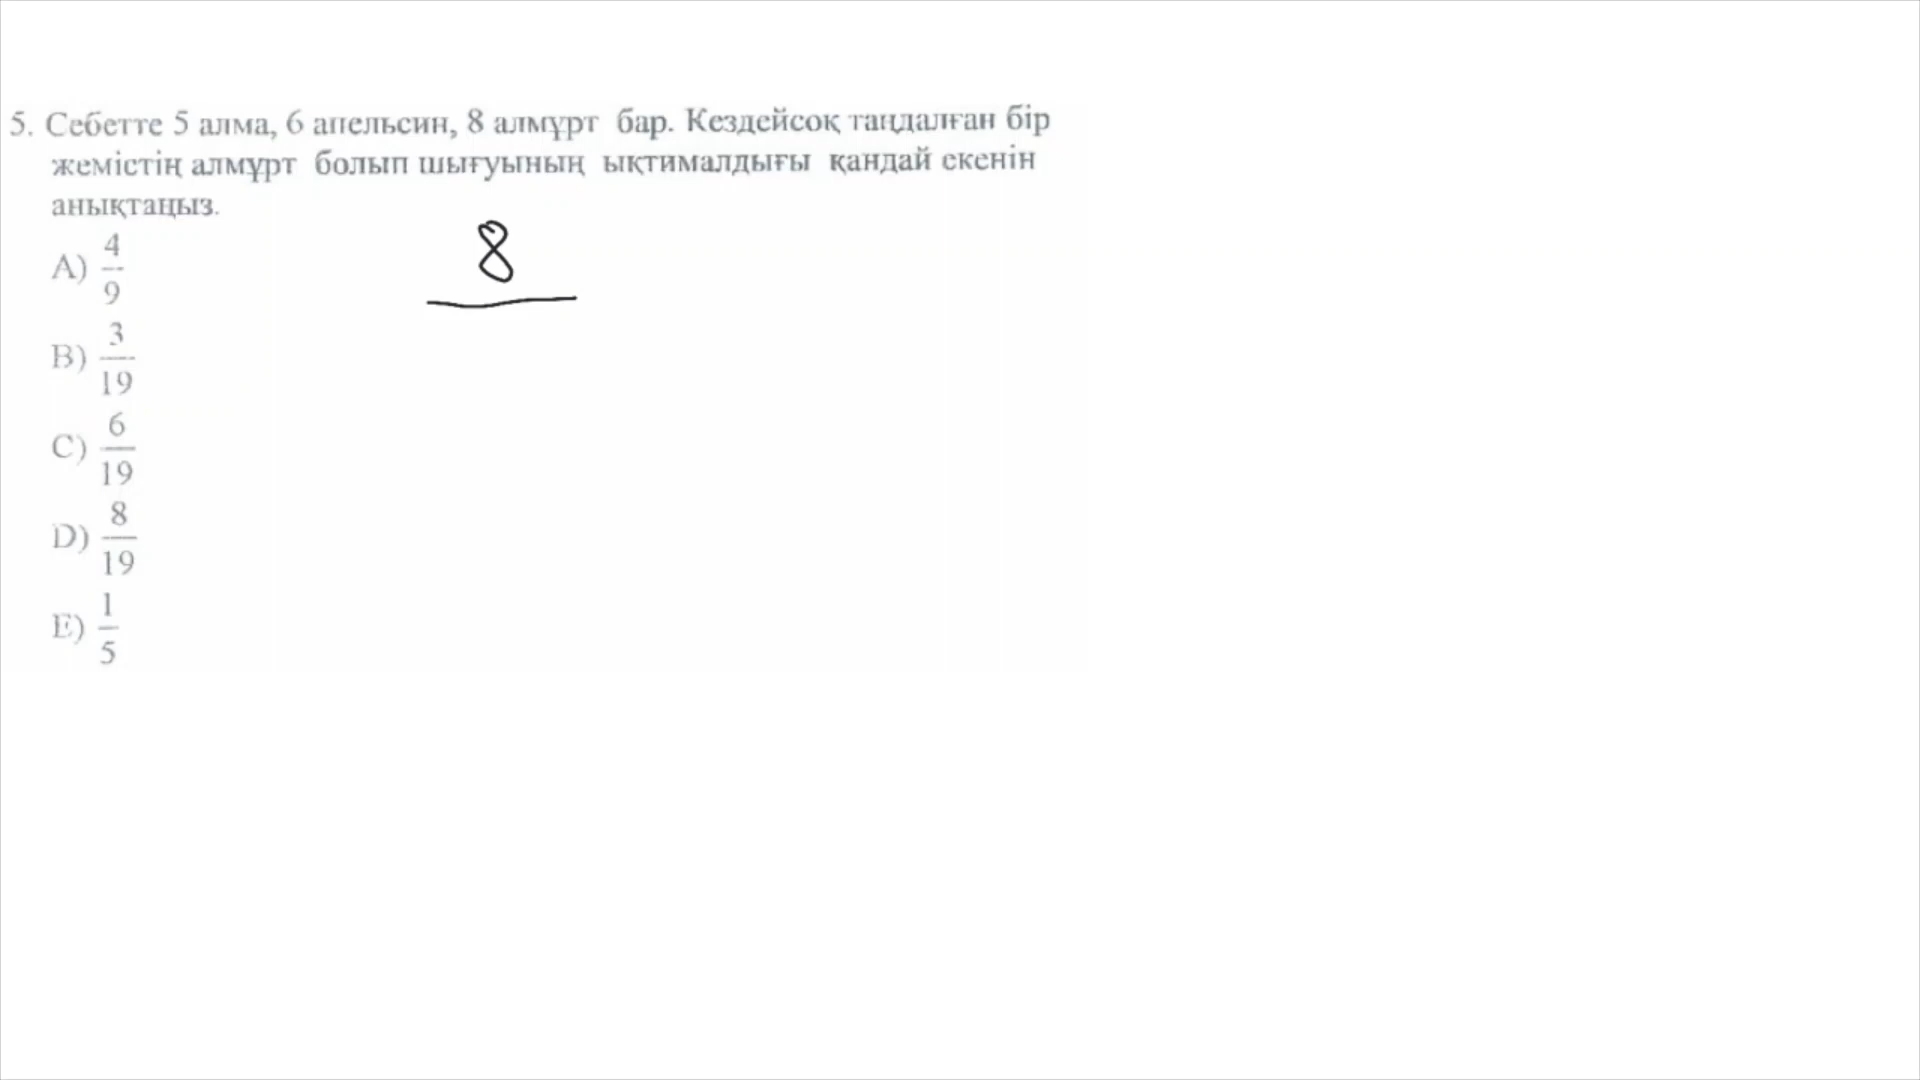 5. Себетте 5 алма, 6 апельсин, 8 алмұрт бар. Кездейсоқ таңдалған бір
жемістің алмұрт болып шығуының ықтималдығы қандай екенін
анықтаңыз.
A) 4/9
B) 3/19
C) 6/19
D) 8/19
E) 1/5
8